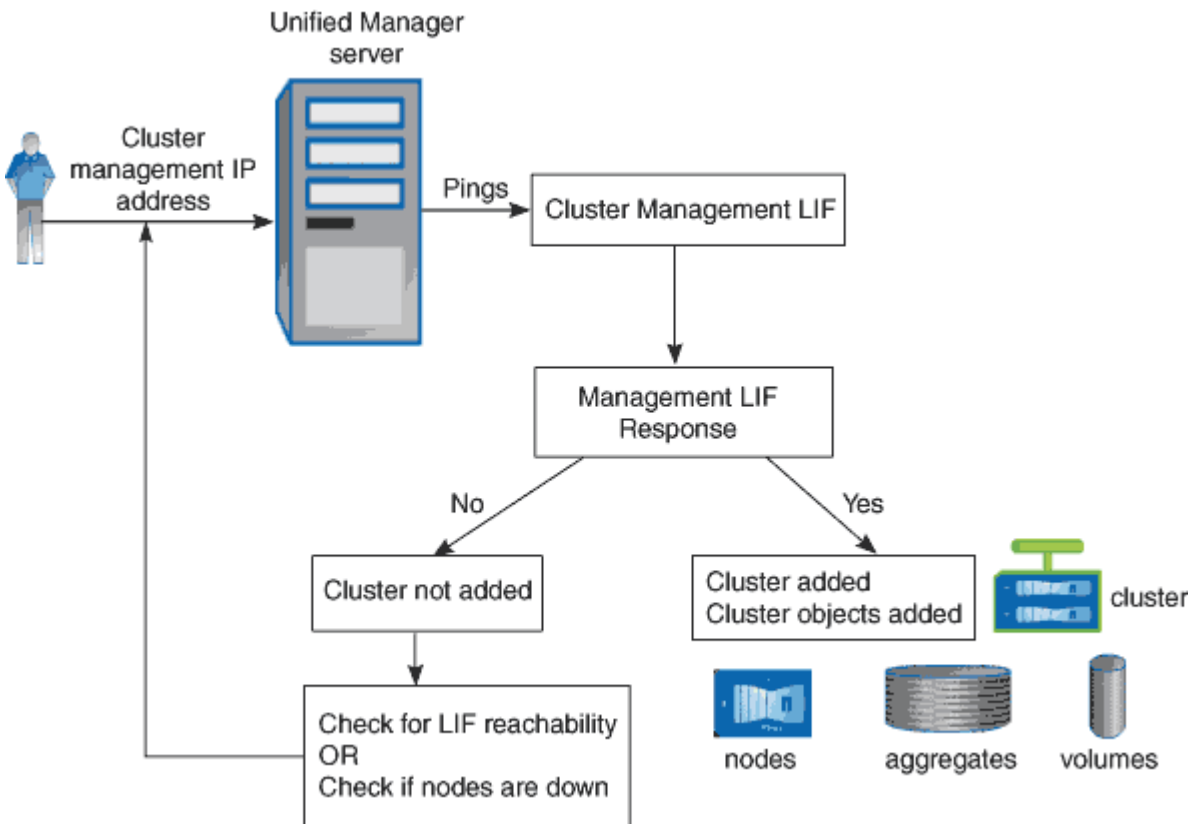 Unified Manager
server
Cluster
management IP
address
Pings
Cluster Management LIF
Management LIF
Response
No
Yes
Cluster not added
Cluster added
Cluster objects added
cluster
Check for LIF reachability
OR
Check if nodes are down
nodes
aggregates
volumes